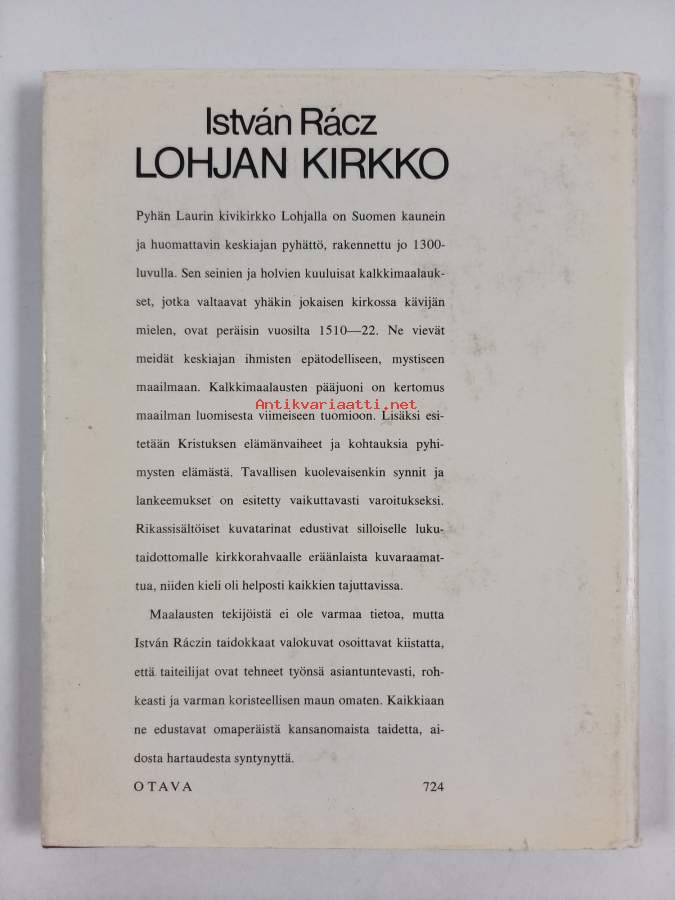 István Rácz
LOHJAN KIRKKO
Pyhän Laurin kivikirkko Lohjalla on Suomen kaunein
ja huomattavin keskiajan pyhättö, rakennettu jo 1300-
luvulla. Sen seinien ja holvien kuuluisat kalkkimaalauk-
set, jotka valtaavat yhäkin jokaisen kirkossa kävijän
mielen, ovat peräisin vuosilta 1510—22. Ne vievät
meidät keskiajan ihmisten epätodelliseen, mystiseen
maailmaan. Kalkkimaalausten pääjuoni on kertomus
Antikvariaatti.net
maailman luomisesta viimeiseen tuomioon. Lisäksi esi-
tetään Kristuksen elämänvaiheet ja kohtauksia pyhi-
mysten elämästä. Tavallisen kuolevaisenkin synnit ja
lankeemukset on esitetty vaikuttavasti varoitukseksi.
Rikassisältöiset kuvatarinat edustivat silloiselle luku-
taidottomalle kirkkorahvaalle eräänlaista kuvaraamat-
tua, niiden kieli oli helposti kaikkien tajuttavissa.
Maalausten tekijöistä ei ole varmaa tietoa, mutta
István Ráczin taidokkaat valokuvat osoittavat kiistatta,
että taiteilijat ovat tehneet työnsä asiantuntevasti, roh-
keasti ja varman koristeellisen maun omaten. Kaikkiaan
ne edustavat omaperäistä kansanomaista taidetta, ai-
dosta hartaudesta syntynyttä.
OTAVA 724